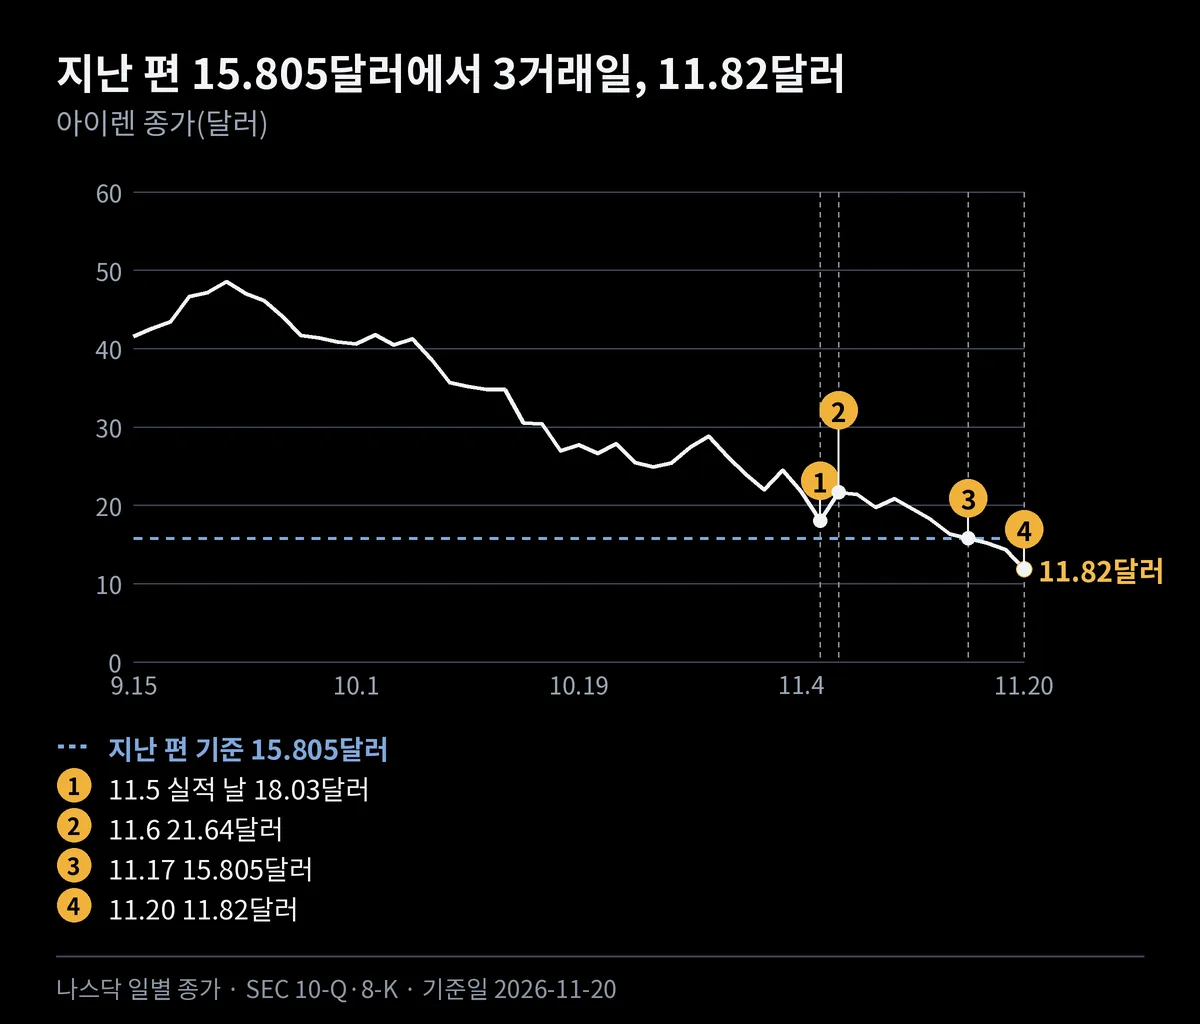 지난 편 15.805달러에서 3거래일, 11.82달러
아이렌 종가(달러)
60
50
40
30
20
10
0
2
1
3
4
11.82달러
9.15 10.1 10.19 11.4 11.20
지난 편 기준 15.805달러
1 11.5 실적 날 18.03달러
2 11.6 21.64달러
3 11.17 15.805달러
4 11.20 11.82달러
나스닥 일별 종가 · SEC 10-Q·8-K · 기준일 2026-11-20